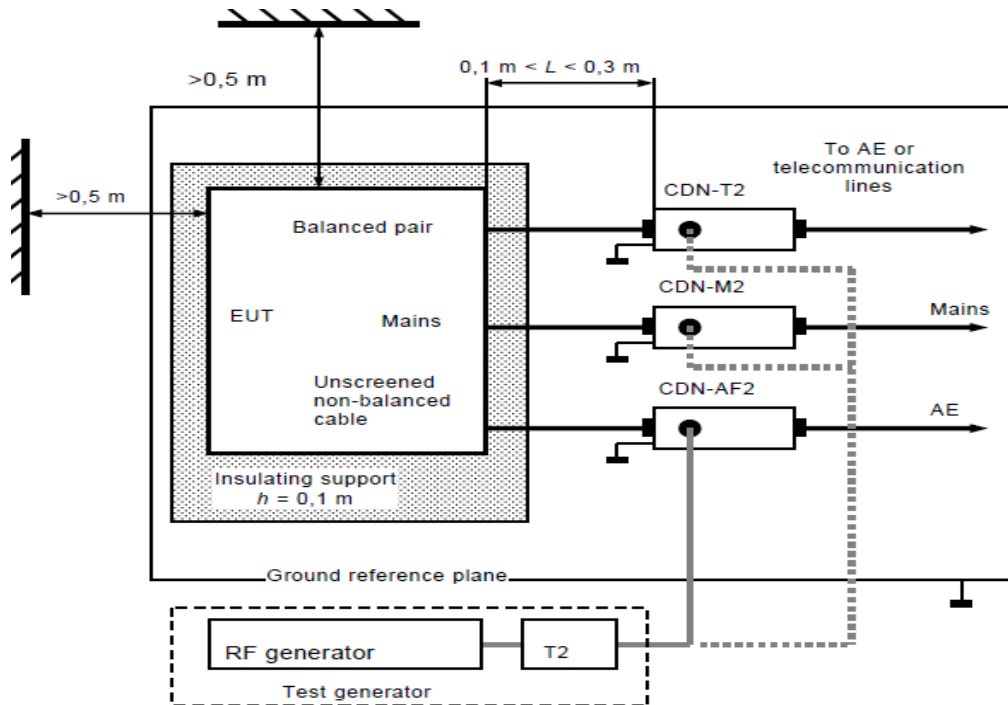 >0,5 m
0,1 m < L < 0,3 m
To AE or
telecommunication
lines
CDN-T2
>0,5 m
Balanced pair
CDN-M2
EUT
Mains
Mains
Unscreened
non-balanced
cable
CDN-AF2
AE
Insulating support
h = 0,1 m
Ground reference plane
RF generator
T2
Test generator